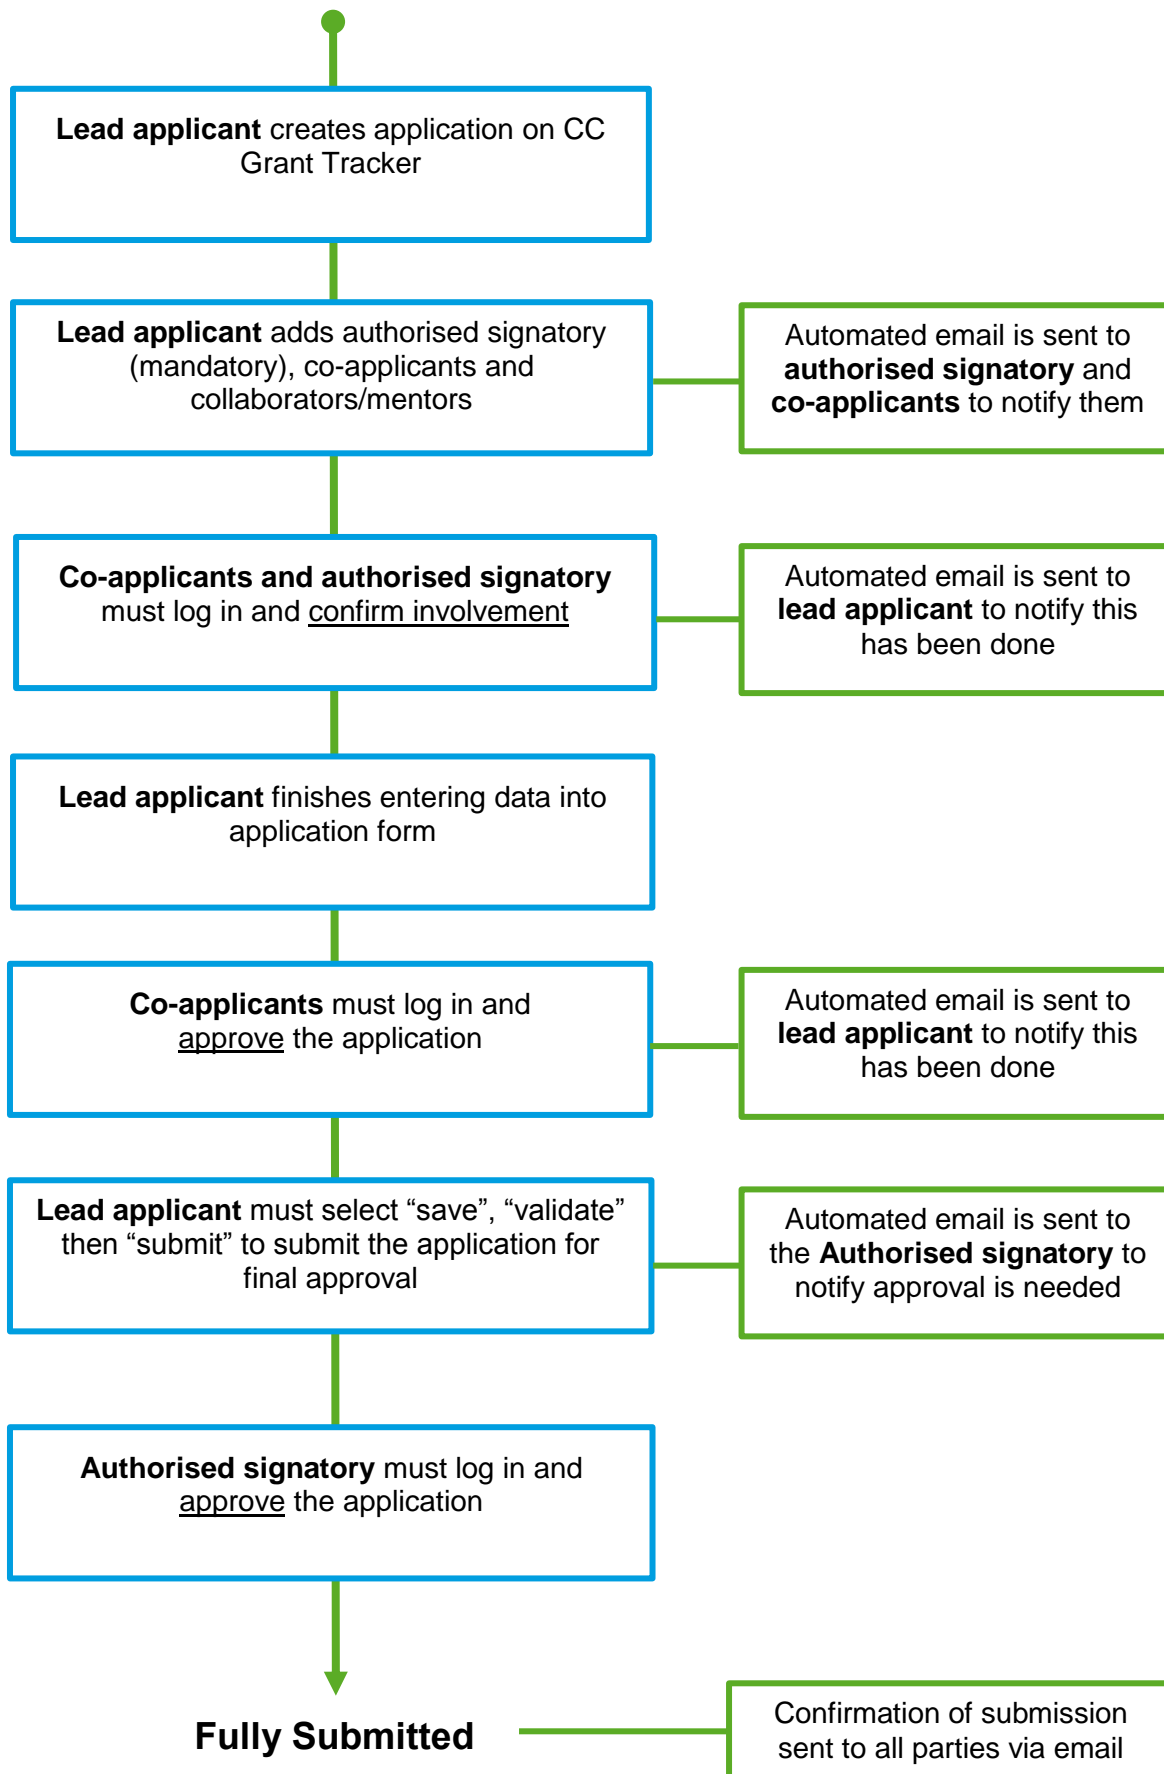 Lead applicant creates application on CC
Grant Tracker
Lead applicant adds authorised signatory
(mandatory), co-applicants and
collaborators/mentors
Automated email is sent to
authorised signatory and
co-applicants to notify them
Co-applicants and authorised signatory
must log in and confirm involvement
Automated email is sent to
lead applicant to notify this
has been done
Lead applicant finishes entering data into
application form
Co-applicants must log in and
approve the application
Automated email is sent to
lead applicant to notify this
has been done
Lead applicant must select “save”, “validate”
then “submit” to submit the application for
final approval
Automated email is sent to
the Authorised signatory to
notify approval is needed
Authorised signatory must log in and
approve the application
Fully Submitted
Confirmation of submission
sent to all parties via email